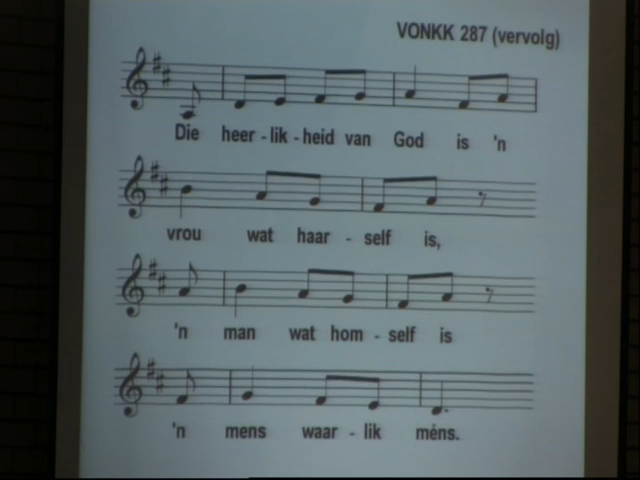 VONKK 287 (vervolg)
Die heer - lik - heid van God is 'n
vrou wat haar - self is,
'n man wat hom - self is
'n mens waar - lik méns.